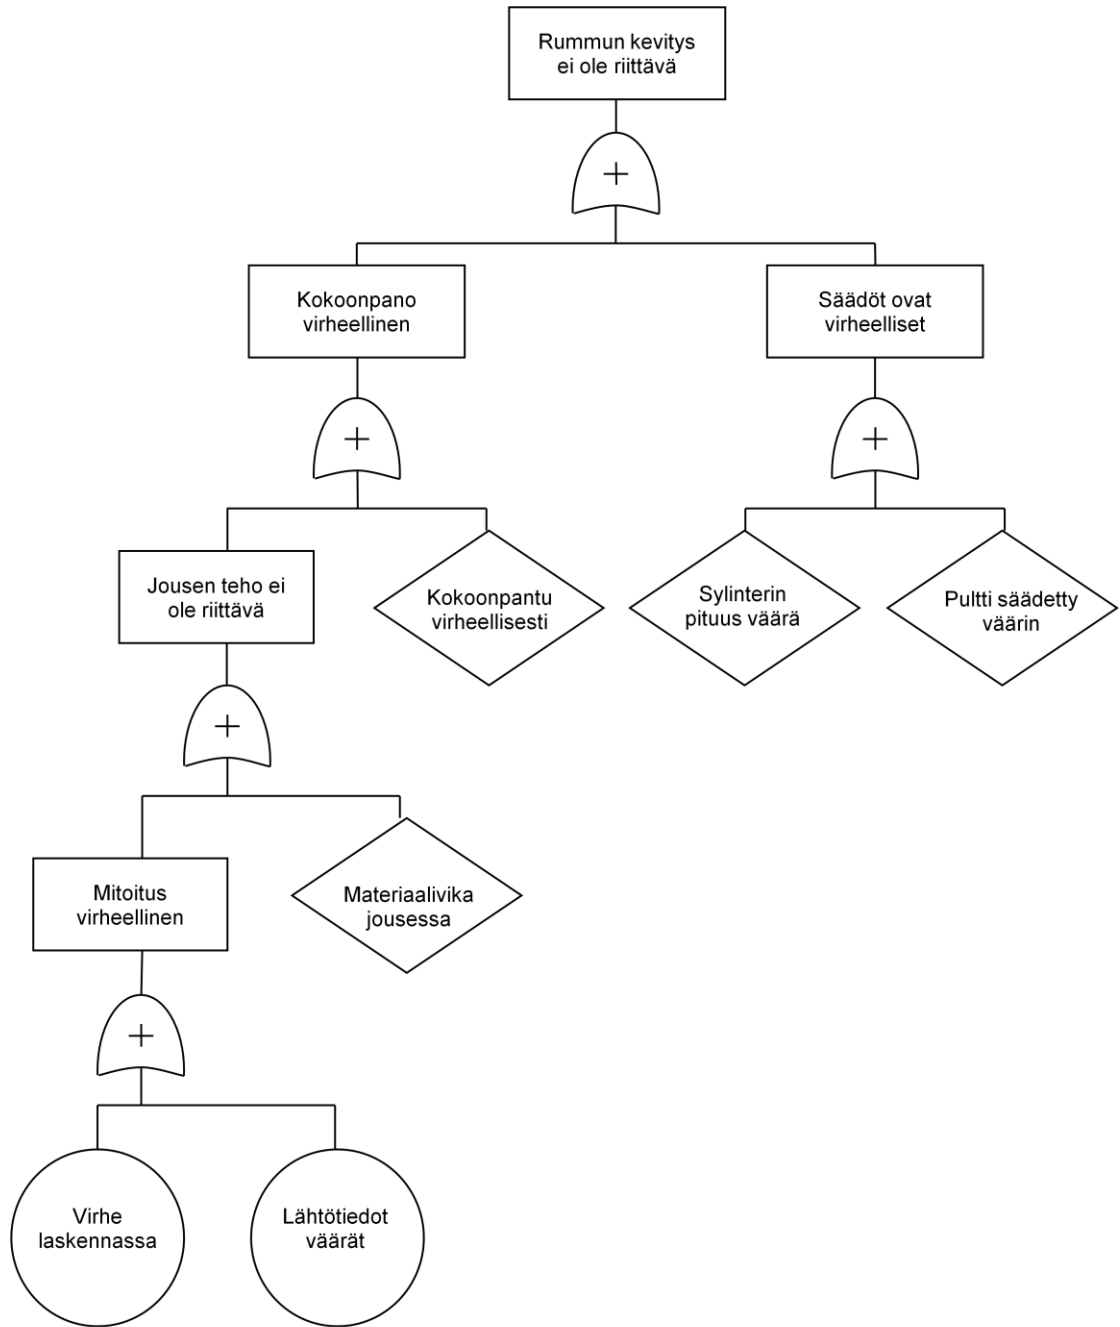 Rummun kevitys
ei ole riittävä
+
Kokoonpano
virheellinen
Säädöt ovat
virheelliset
+
+
Jousen teho ei
ole riittävä
Kokoonpantu
virheellisesti
Sylinterin
pituus väärä
Pultti säädetty
väärin
+
Mitoitus
virheellinen
Materiaalivika
jousessa
+
Virhe
laskennassa
Lähtötiedot
väärät